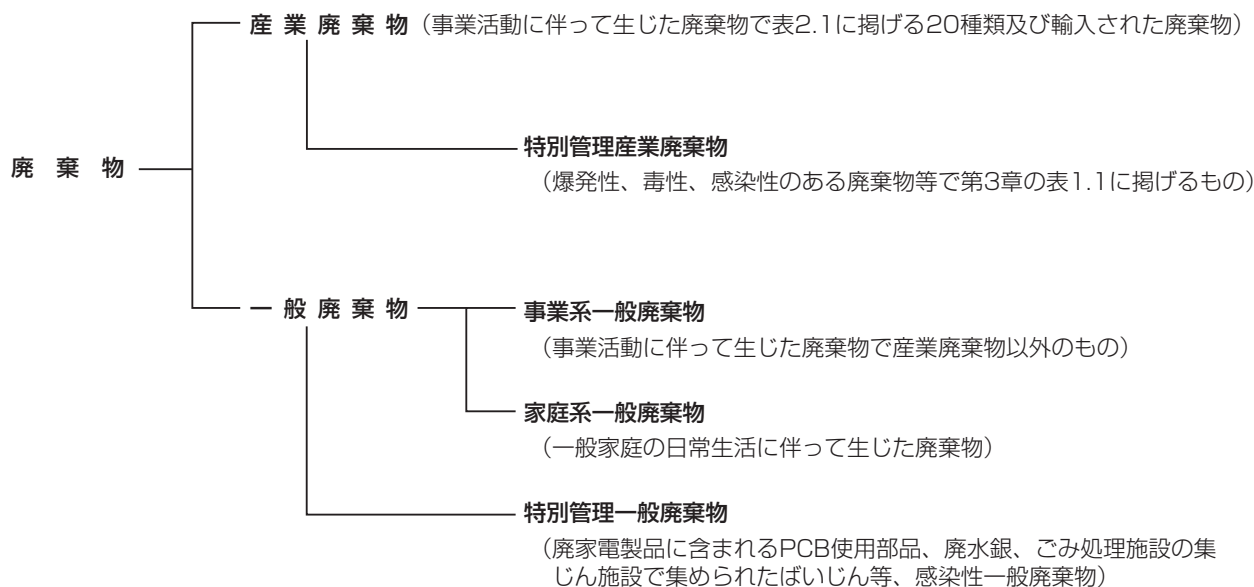 産業廃棄物（事業活動に伴って生じた廃棄物で表2.1に掲げる20種類及び輸入された廃棄物）
特別管理産業廃棄物
（爆発性、毒性、感染性のある廃棄物等で第3章の表1.1に掲げるもの）
廃棄物
一般廃棄物
事業系一般廃棄物
（事業活動に伴って生じた廃棄物で産業廃棄物以外のもの）
家庭系一般廃棄物
（一般家庭の日常生活に伴って生じた廃棄物）
特別管理一般廃棄物
（廃家電製品に含まれるPCB使用部品、廃水銀、ごみ処理施設の集
じん施設で集められたばいじん等、感染性一般廃棄物）